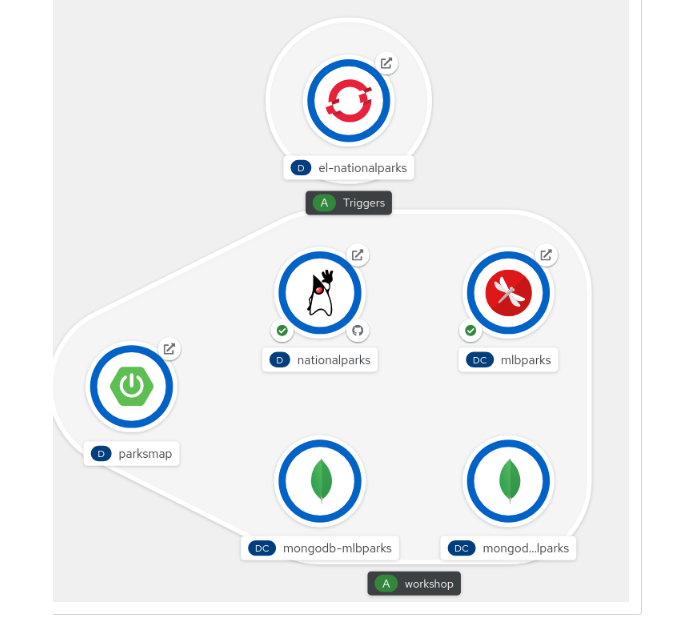 D el-nationalparks
A Triggers
D nationalparks
DC mlbparks
D parksmap
DC mongodb-mlbparks
DC mongod...lparks
A workshop